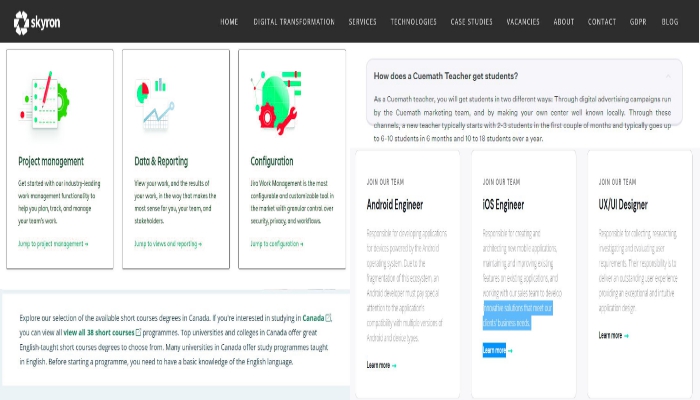 skyron
HOME DIGITAL TRANSFORMATION SERVICES TECHNOLOGIES CASE STUDIES VACANCIES ABOUT CONTACT GDPR BLOG
Project management
Get started with our industry-leading
work management functionality to
help you plan, track, and manage
your team's work.
Jump to project management →
Data & Reporting
View your work, and the results of
your work, in the way that makes the
most sense for you, your team, and
stakeholders.
Jump to views and reporting →
Configuration
Jira Work Management is the most
configurable and customizable tool in
the market with granular control over
security, privacy, and workflows.
Jump to configuration →
How does a Cuemath Teacher get students?
As a Cuemath teacher, you will get students in two different ways: Through digital advertising campaigns run
by the Cuemath marketing team, and by making your own center well known locally. Through these
channels, a new teacher typically starts with 2-3 students in the first couple of months and typically goes up
to 6-10 students in 6 months and 10 to 18 students over a year.
JOIN OUR TEAM
Android Engineer
Responsible for developing applications
for devices powered by the Android
operating system. Due to the
fragmentation of this ecosystem, an
Android developer must pay special
attention to the application's
compatibility with multiple versions of
Android and device types.
Learn more →
JOIN OUR TEAM
iOS Engineer
Responsible for creating and
architecting new mobile applications,
maintaining and improving existing
features on existing applications, and
working with our sales team to develop
innovative solutions that meet our
clients' business needs.
Learn more →
JOIN OUR TEAM
UX/UI Designer
Responsible for collecting, researching,
investigating and evaluating user
requirements. Their responsibility is to
deliver an outstanding user experience
providing an exceptional and intuitive
application design.
Learn more →
Explore our selection of the available short courses degrees in Canada. If you're interested in studying in Canada,
you can view all view all 38 short courses programmes. Top universities and colleges in Canada offer great
English-taught short courses degrees to choose from. Many universities in Canada offer study programmes taught
in English. Before starting a programme, you need to have a basic knowledge of the English language.